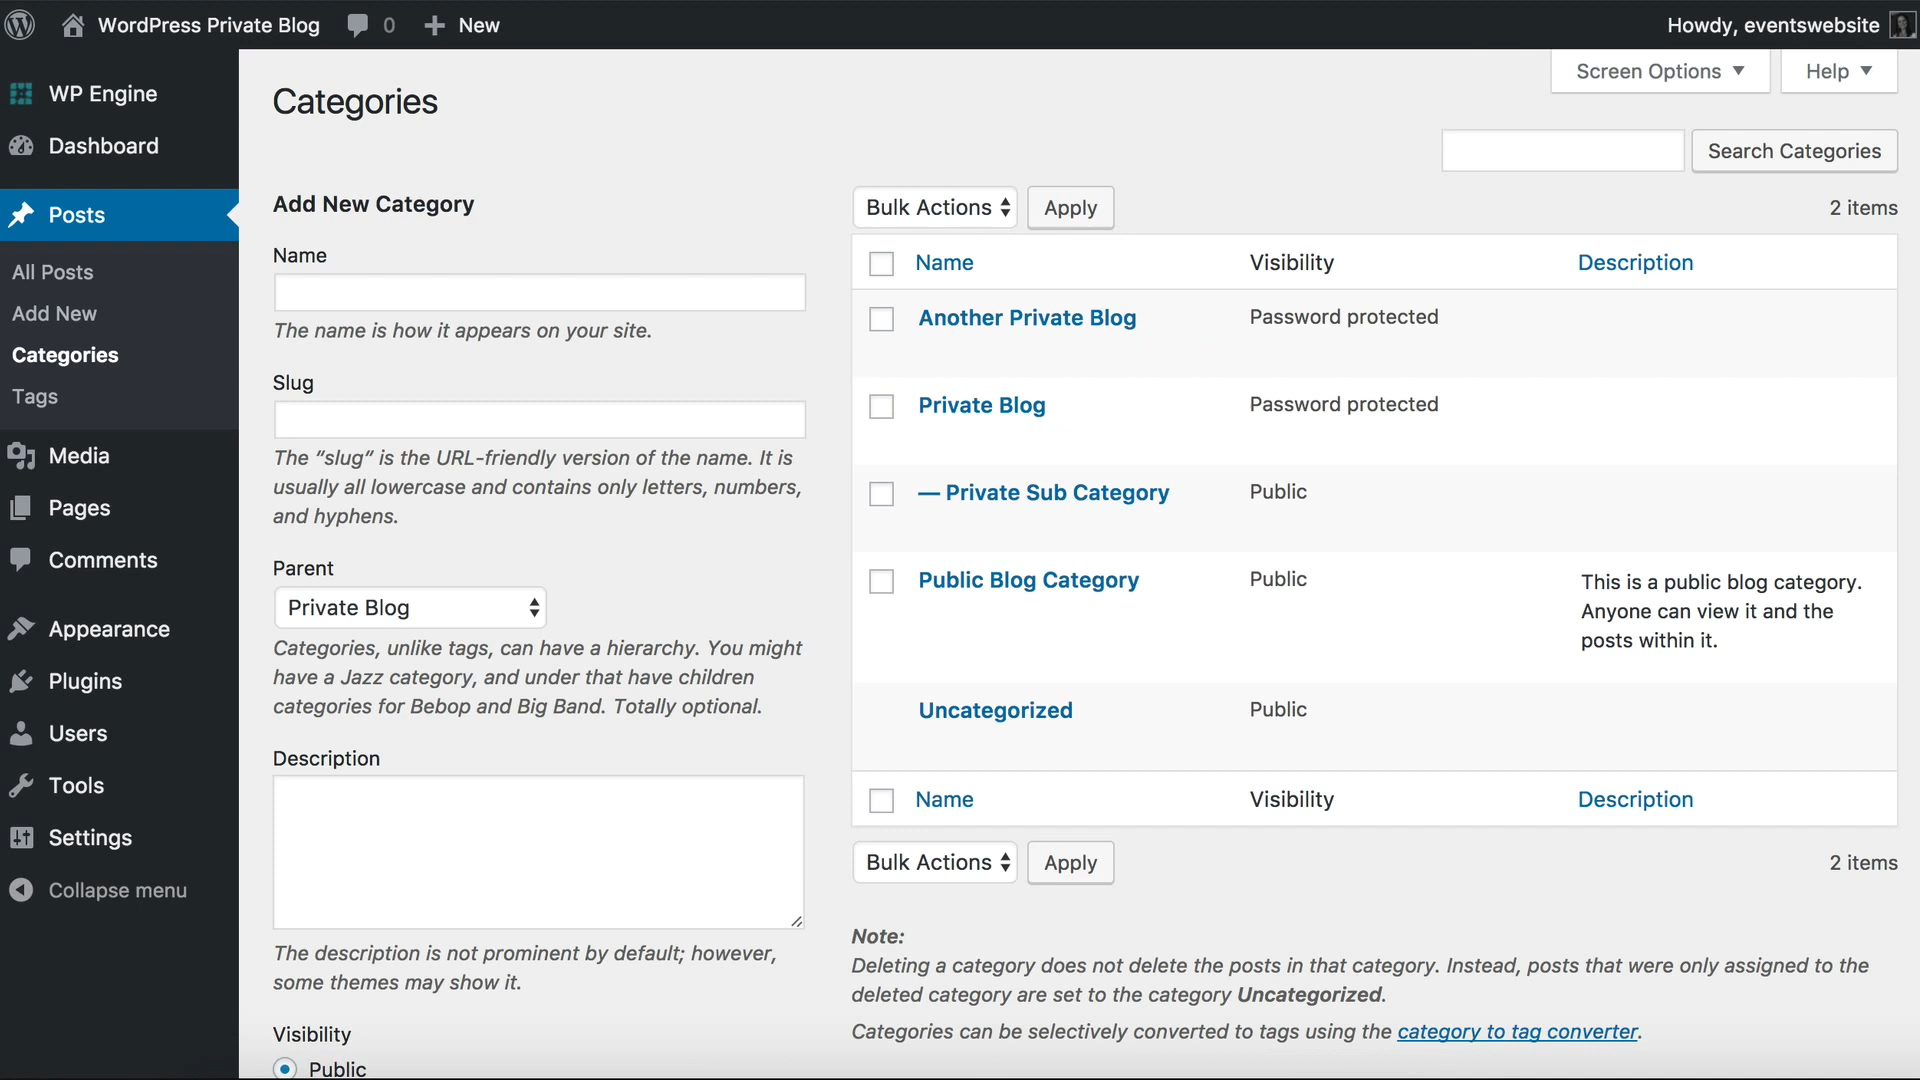 WordPress Private Blog 0 New Howdy, eventswebsite
WP Engine
Dashboard
Posts
All Posts
Add New
Categories
Tags
Media
Pages
Comments
Appearance
Plugins
Users
Tools
Settings
Collapse menu
Screen Options Help
Categories
Search Categories
Add New Category
Name
The name is how it appears on your site.
Slug
The “slug” is the URL-friendly version of the name. It is
usually all lowercase and contains only letters, numbers,
and hyphens.
Parent
Private Blog
Categories, unlike tags, can have a hierarchy. You might
have a Jazz category, and under that have children
categories for Bebop and Big Band. Totally optional.
Description
The description is not prominent by default; however,
some themes may show it.
Visibility
Public
Bulk Actions Apply 2 items
Name Visibility Description
Another Private Blog Password protected
Private Blog Password protected
— Private Sub Category Public
Public Blog Category Public This is a public blog category.
Anyone can view it and the
posts within it.
Uncategorized Public
Name Visibility Description
Bulk Actions Apply 2 items
Note:
Deleting a category does not delete the posts in that category. Instead, posts that were only assigned to the
deleted category are set to the category Uncategorized.
Categories can be selectively converted to tags using the category to tag converter.